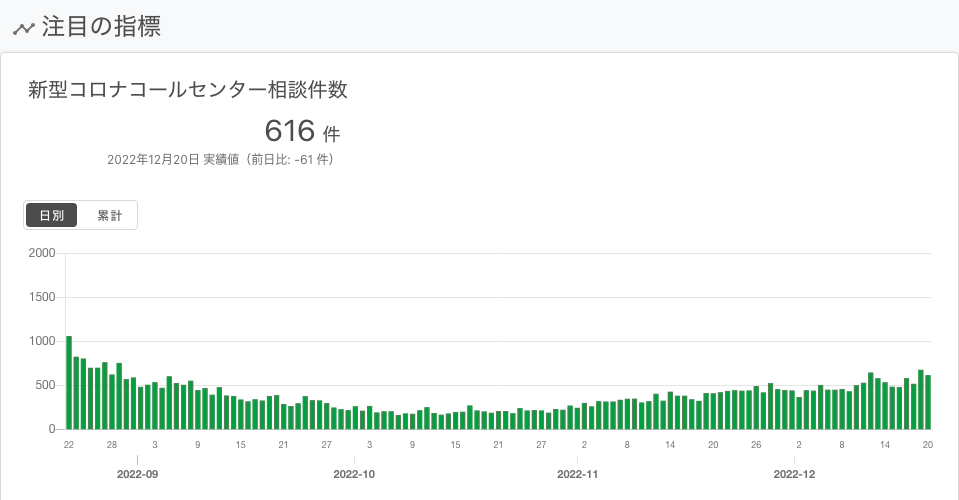 注目の指標
新型コロナコールセンター相談件数
616 件
2022年12月20日 実績値（前日比: -61 件）
日別 累計
2000
1500
1000
500
0
22 28 3 9 15 21 27 3 9 15 21 27 2 8 14 20 26 2 8 14 20
2022-09 2022-10 2022-11 2022-12